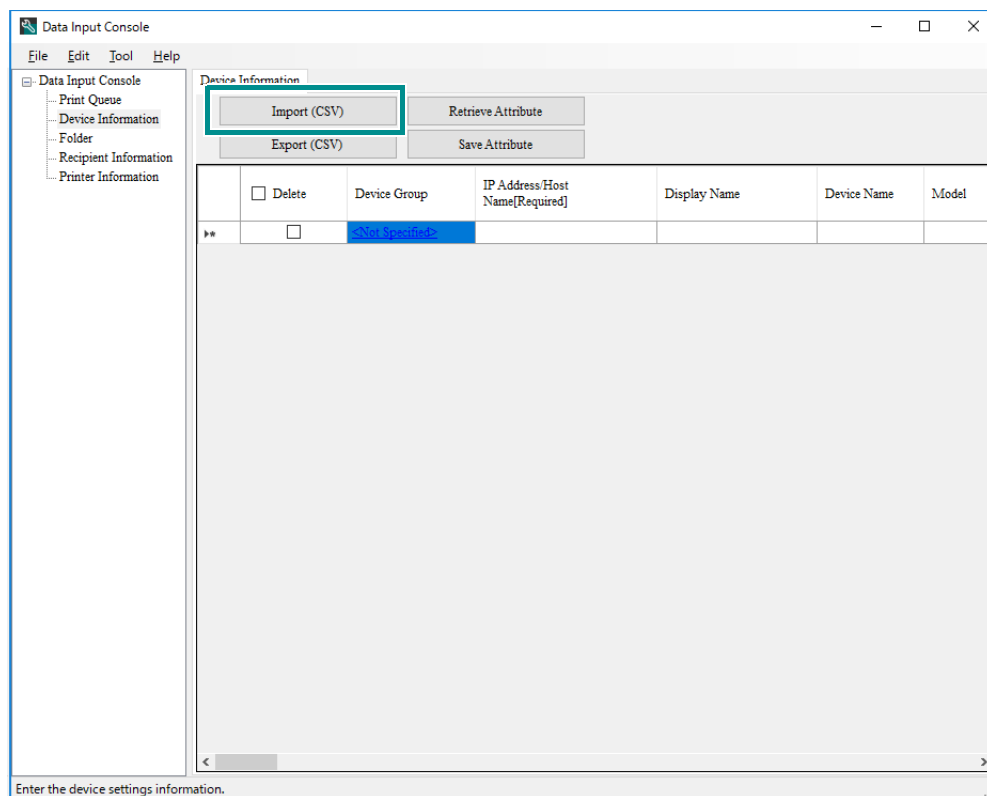 Data Input Console
File Edit Tool Help
Data Input Console
Print Queue
Device Information
Folder
Recipient Information
Printer Information
Device Information
Import (CSV) Retrieve Attribute
Export (CSV) Save Attribute
Delete Device Group IP Address/Host Name[Required] Display Name Device Name Model
<Not Specified>
Enter the device settings information.